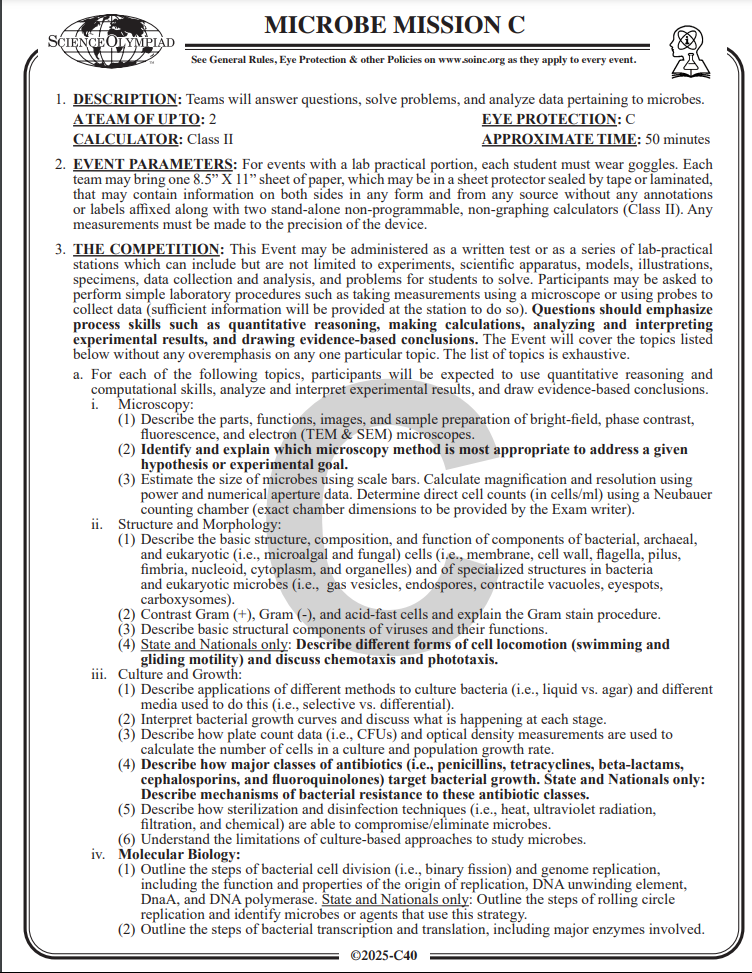 MICROBE MISSION C
SCIENCE OLYMPIAD
See General Rules, Eye Protection & other Policies on www.soinc.org as they apply to every event.
1. DESCRIPTION: Teams will answer questions, solve problems, and analyze data pertaining to microbes.
A TEAM OF UP TO: 2 EYE PROTECTION: C
CALCULATOR: Class II APPROXIMATE TIME: 50 minutes
2. EVENT PARAMETERS: For events with a lab practical portion, each student must wear goggles. Each
team may bring one 8.5” X 11” sheet of paper, which may be in a sheet protector sealed by tape or laminated,
that may contain information on both sides in any form and from any source without any annotations
or labels affixed along with two stand-alone non-programmable, non-graphing calculators (Class II). Any
measurements must be made to the precision of the device.
3. THE COMPETITION: This Event may be administered as a written test or as a series of lab-practical
stations which can include but are not limited to experiments, scientific apparatus, models, illustrations,
specimens, data collection and analysis, and problems for students to solve. Participants may be asked to
perform simple laboratory procedures such as taking measurements using a microscope or using probes to
collect data (sufficient information will be provided at the station to do so). Questions should emphasize
process skills such as quantitative reasoning, making calculations, analyzing and interpreting
experimental results, and drawing evidence-based conclusions. The Event will cover the topics listed
below without any overemphasis on any one particular topic. The list of topics is exhaustive.
a. For each of the following topics, participants will be expected to use quantitative reasoning and
computational skills, analyze and interpret experimental results, and draw evidence-based conclusions.
i. Microscopy:
(1) Describe the parts, functions, images, and sample preparation of bright-field, phase contrast,
fluorescence, and electron (TEM & SEM) microscopes.
(2) Identify and explain which microscopy method is most appropriate to address a given
hypothesis or experimental goal.
(3) Estimate the size of microbes using scale bars. Calculate magnification and resolution using
power and numerical aperture data. Determine direct cell counts (in cells/ml) using a Neubauer
counting chamber (exact chamber dimensions to be provided by the Exam writer).
ii. Structure and Morphology:
(1) Describe the basic structure, composition, and function of components of bacterial, archaeal,
and eukaryotic (i.e., microalgal and fungal) cells (i.e., membrane, cell wall, flagella, pilus,
fimbria, nucleoid, cytoplasm, and organelles) and of specialized structures in bacteria
and eukaryotic microbes (i.e., gas vesicles, endospores, contractile vacuoles, eyespots,
carboxysomes).
(2) Contrast Gram (+), Gram (-), and acid-fast cells and explain the Gram stain procedure.
(3) Describe basic structural components of viruses and their functions.
(4) State and Nationals only: Describe different forms of cell locomotion (swimming and
gliding motility) and discuss chemotaxis and phototaxis.
iii. Culture and Growth:
(1) Describe applications of different methods to culture bacteria (i.e., liquid vs. agar) and different
media used to do this (i.e., selective vs. differential).
(2) Interpret bacterial growth curves and discuss what is happening at each stage.
(3) Describe how plate count data (i.e., CFUs) and optical density measurements are used to
calculate the number of cells in a culture and population growth rate.
(4) Describe how major classes of antibiotics (i.e., penicillins, tetracyclines, beta-lactams,
cephalosporins, and fluoroquinolones) target bacterial growth. State and Nationals only:
Describe mechanisms of bacterial resistance to these antibiotic classes.
(5) Describe how sterilization and disinfection techniques (i.e., heat, ultraviolet radiation,
filtration, and chemical) are able to compromise/eliminate microbes.
(6) Understand the limitations of culture-based approaches to study microbes.
iv. Molecular Biology:
(1) Outline the steps of bacterial cell division (i.e., binary fission) and genome replication,
including the function and properties of the origin of replication, DNA unwinding element,
DnaA, and DNA polymerase. State and Nationals only: Outline the steps of rolling circle
replication and identify microbes or agents that use this strategy.
(2) Outline the steps of bacterial transcription and translation, including major enzymes involved.
C
©2025-C40